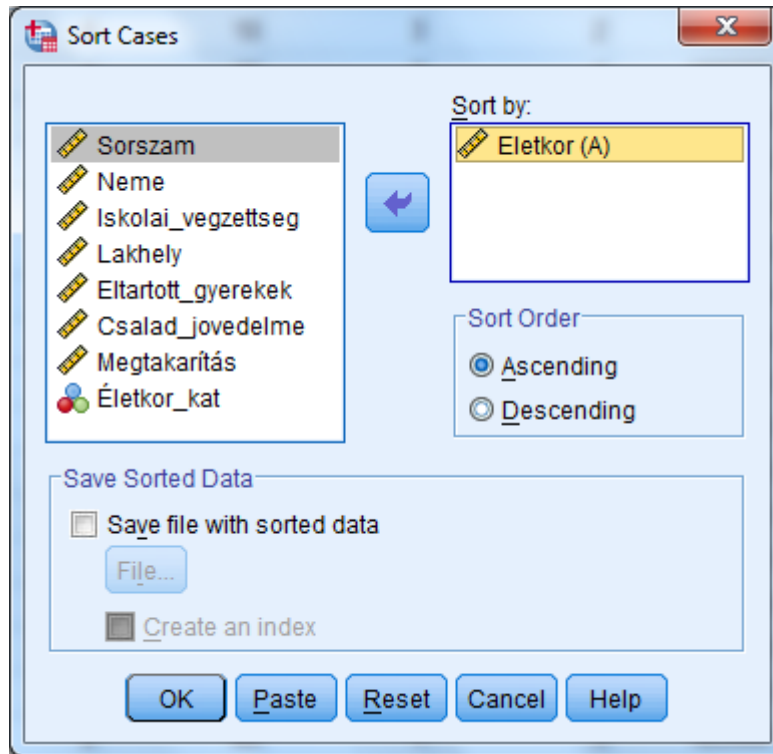 Sort Cases
Sorszam
Neme
Iskolai_vegzettseg
Lakhely
Eltartott_gyerekek
Csalad_jovedelme
Megtakarítás
Életkor_kat
Sort by:
Eletkor (A)
Sort Order
Ascending
Descending
Save Sorted Data
Save file with sorted data
File...
Create an index
OK
Paste
Reset
Cancel
Help